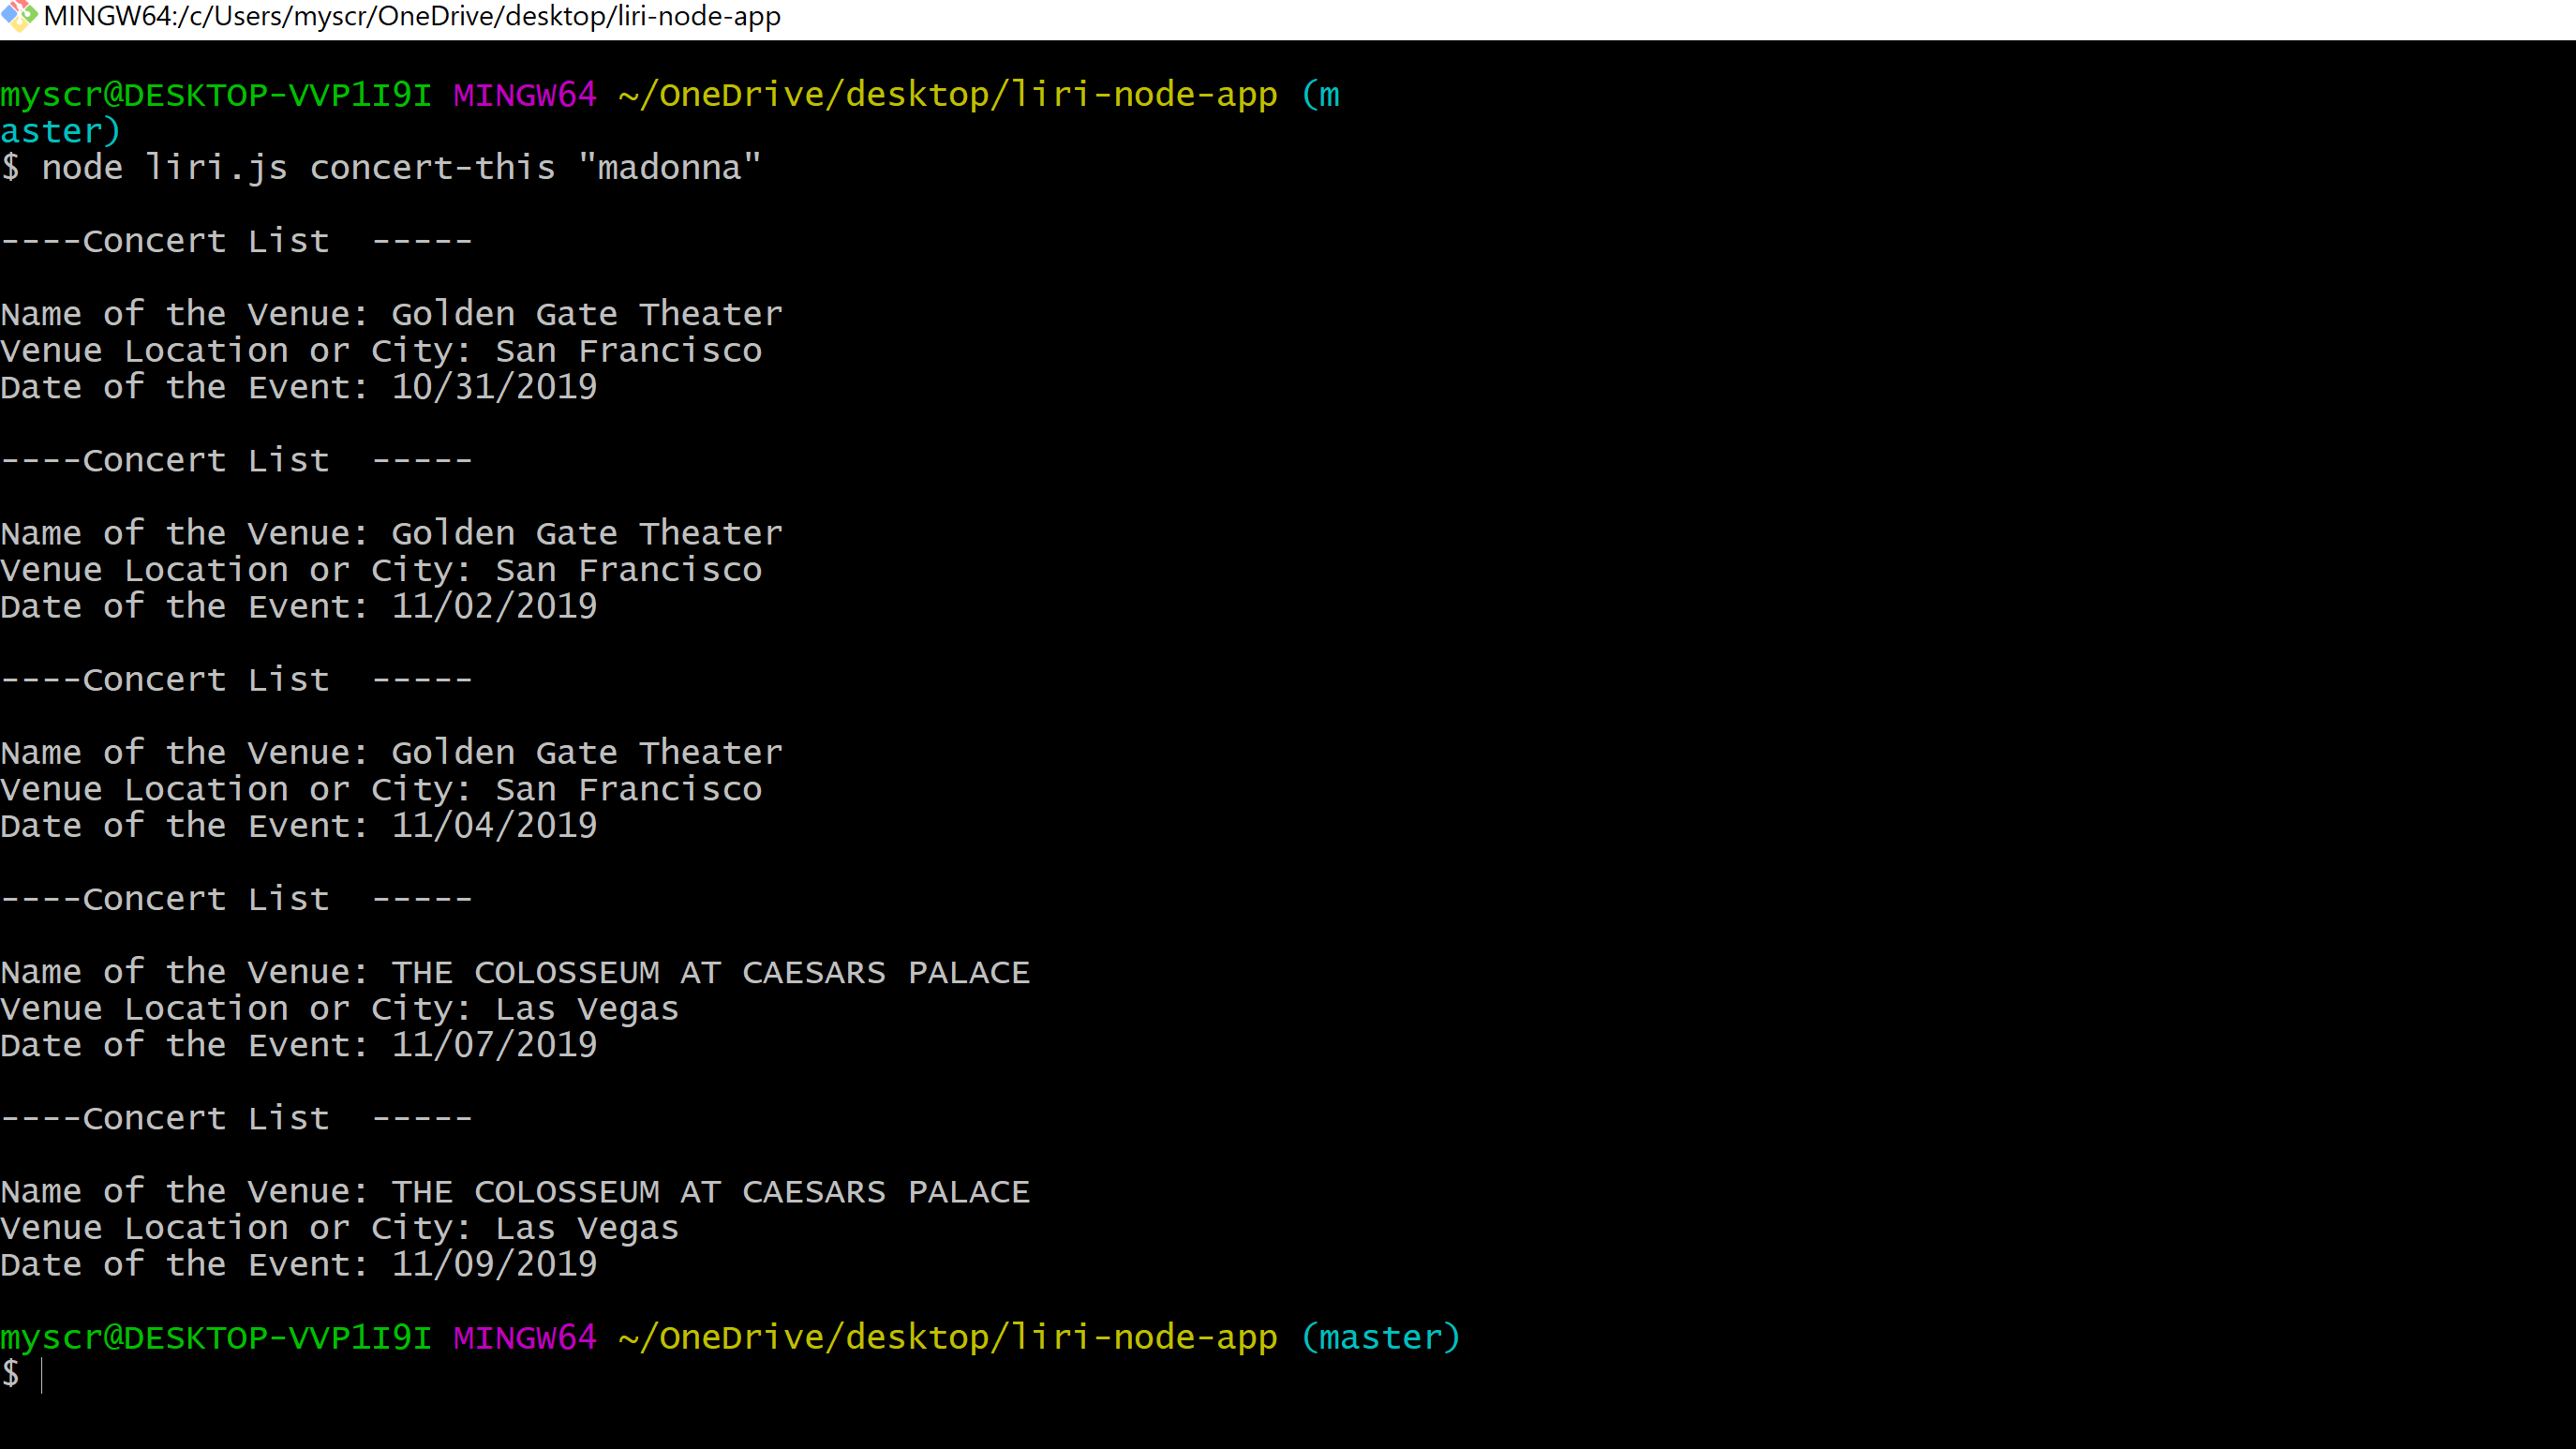 MINGW64:/c/Users/myscr/OneDrive/desktop/liri-node-app
myscr@DESKTOP-VVP1I9I MINGW64 ~/OneDrive/desktop/liri-node-app (m
aster)
$ node liri.js concert-this "madonna"
----Concert List  -----
Name of the Venue: Golden Gate Theater
Venue Location or City: San Francisco
Date of the Event: 10/31/2019
----Concert List  -----
Name of the Venue: Golden Gate Theater
Venue Location or City: San Francisco
Date of the Event: 11/02/2019
----Concert List  -----
Name of the Venue: Golden Gate Theater
Venue Location or City: San Francisco
Date of the Event: 11/04/2019
----Concert List  -----
Name of the Venue: THE COLOSSEUM AT CAESARS PALACE
Venue Location or City: Las Vegas
Date of the Event: 11/07/2019
----Concert List  -----
Name of the Venue: THE COLOSSEUM AT CAESARS PALACE
Venue Location or City: Las Vegas
Date of the Event: 11/09/2019
myscr@DESKTOP-VVP1I9I MINGW64 ~/OneDrive/desktop/liri-node-app (master)
$